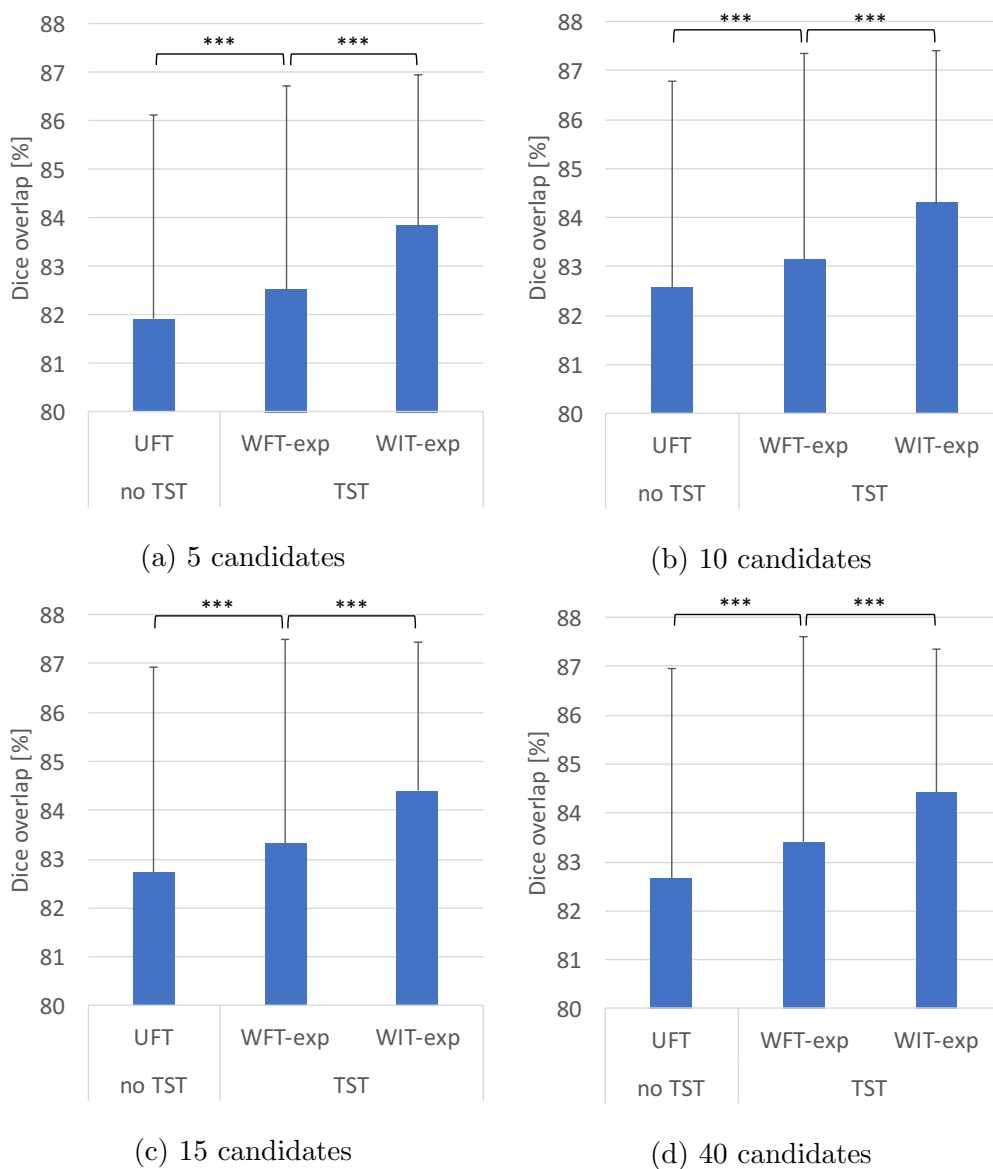 *** ***
88
87
86
85
84
83
82
81
80
Dice overlap [%]
UFT WFT-exp WIT-exp
no TST TST
(a) 5 candidates
*** ***
88
87
86
85
84
83
82
81
80
Dice overlap [%]
UFT WFT-exp WIT-exp
no TST TST
(b) 10 candidates
*** ***
88
87
86
85
84
83
82
81
80
Dice overlap [%]
UFT WFT-exp WIT-exp
no TST TST
(c) 15 candidates
*** ***
88
87
86
85
84
83
82
81
80
Dice overlap [%]
UFT WFT-exp WIT-exp
no TST TST
(d) 40 candidates